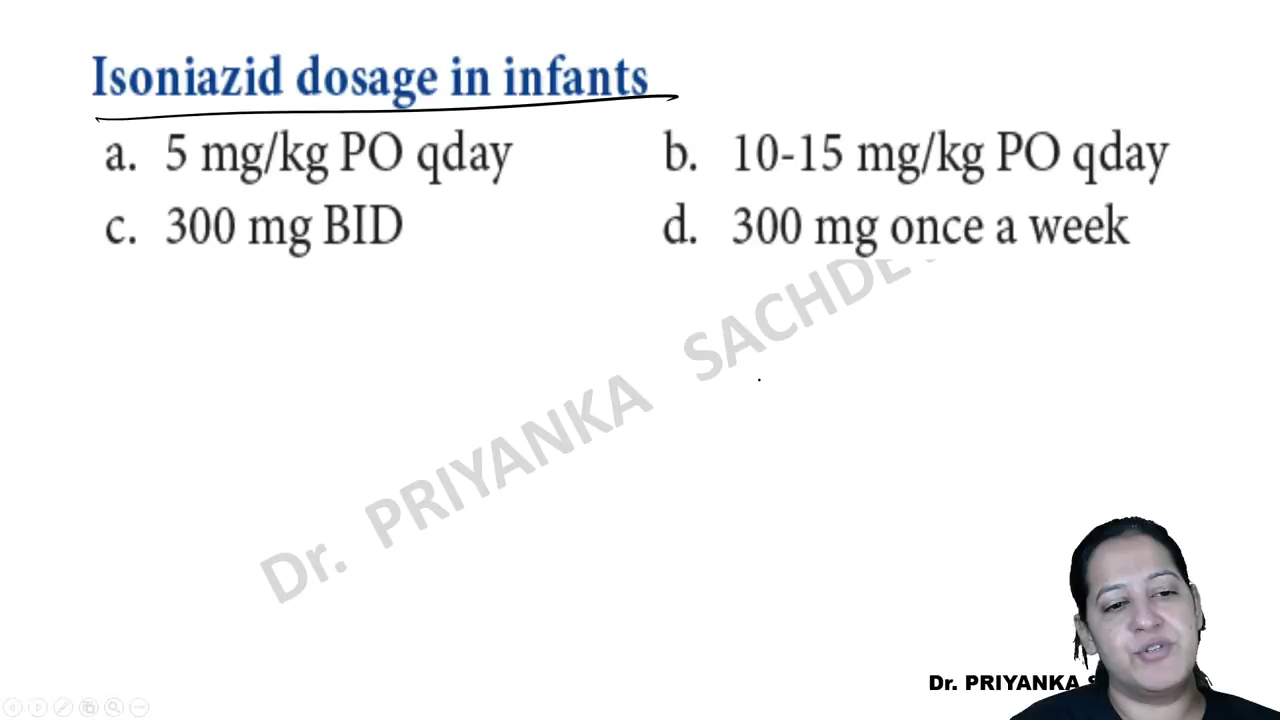 Isoniazid dosage in infants
a. 5 mg/kg PO qday
b. 10-15 mg/kg PO qday
c. 300 mg BID
d. 300 mg once a week
Dr. PRIYANKA
Dr. PRIYANKA